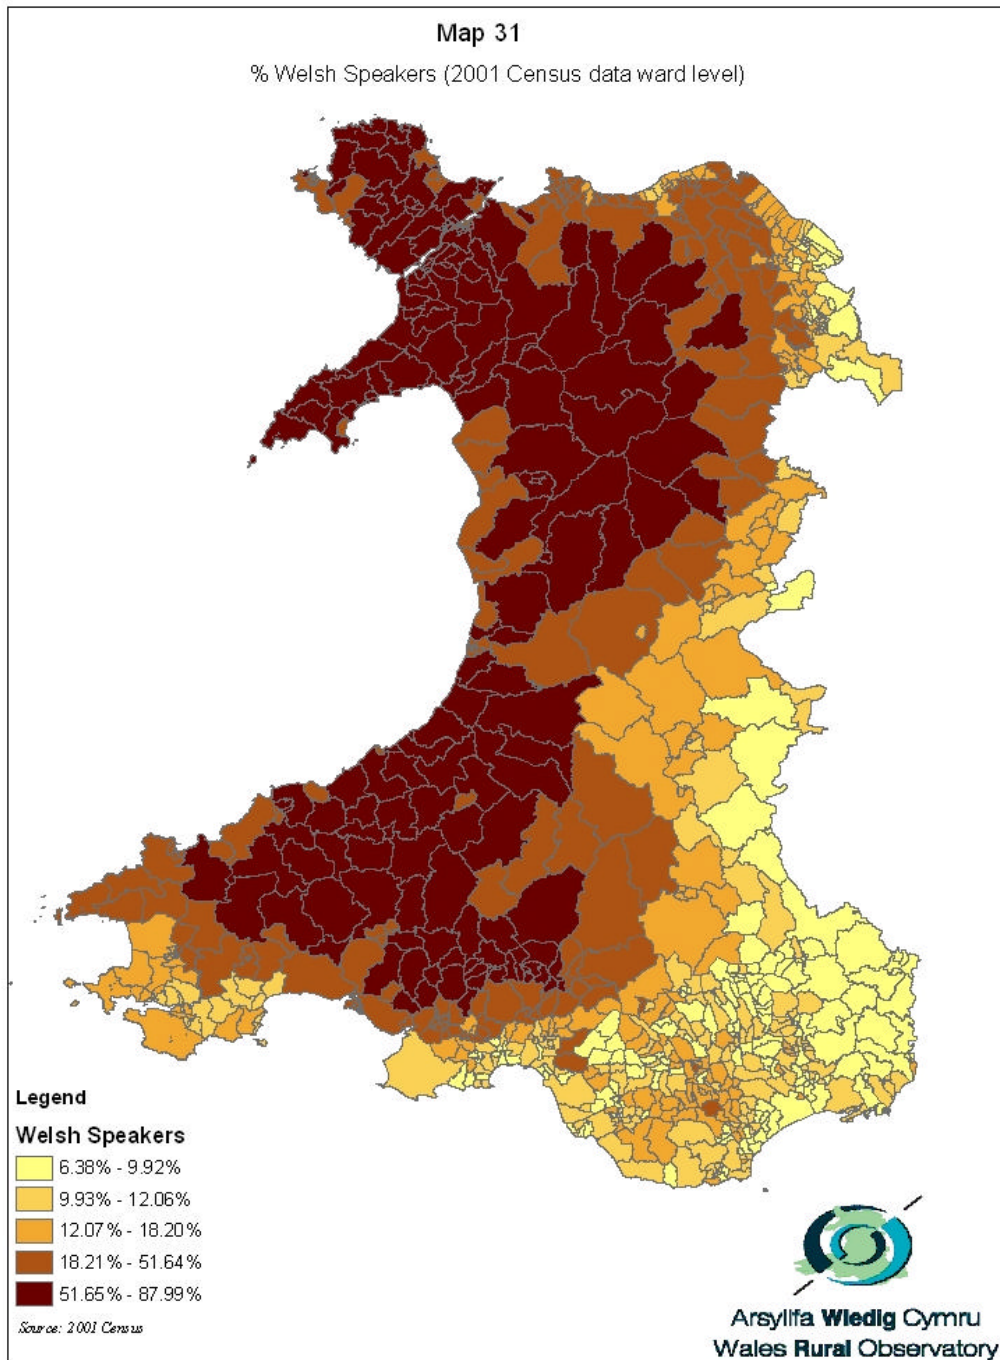 Map 31
% Welsh Speakers (2001 Census data ward level)
Legend
Welsh Speakers
6.38% - 9.92%
9.93% - 12.06%
12.07% - 18.20%
18.21% - 51.64%
51.65% - 87.99%
Source: 2001 Census
Arsyllfa Wledig Cymru
Wales Rural Observatory